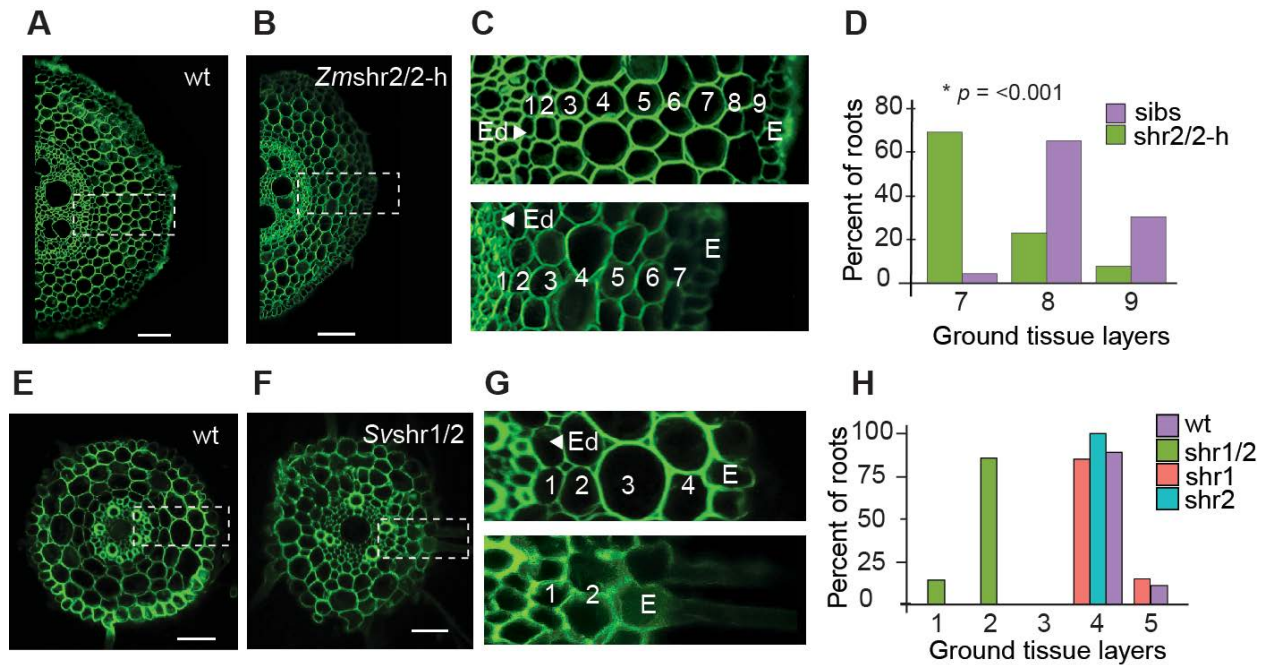 A
B
C
D
wt
Zmshr2/2-h
1 2 3 4 5 6 7 8 9
Ed
E
Ed
E
1 2 3 4 5 6 7
* p = <0.001
sibs
shr2/2-h
Percent of roots
80
60
40
20
0
7 8 9
Ground tissue layers
E
F
G
H
wt
Svshr1/2
Ed
1 2 3 4 E
1 2 E
wt
shr1/2
shr1
shr2
Percent of roots
100
75
50
25
0
1 2 3 4 5
Ground tissue layers